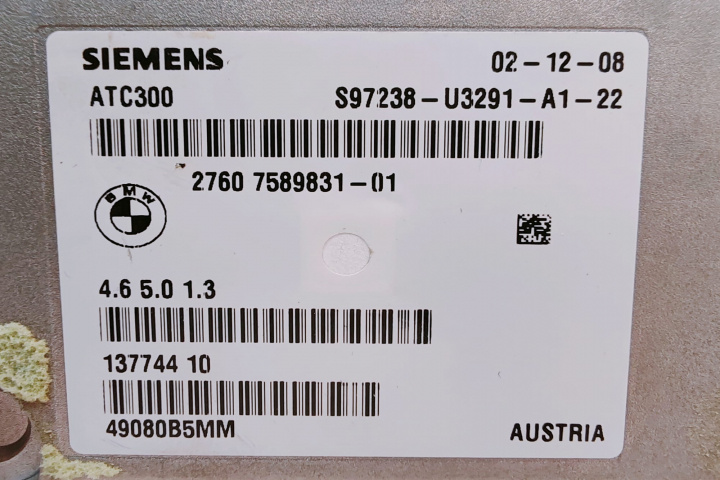 SIEMENS 02-12-08
ATC300 S97238-U3291-A1-22
2760 7589831-01
BMW
4.6 5.0 1.3
137744 10
49080B5MM AUSTRIA